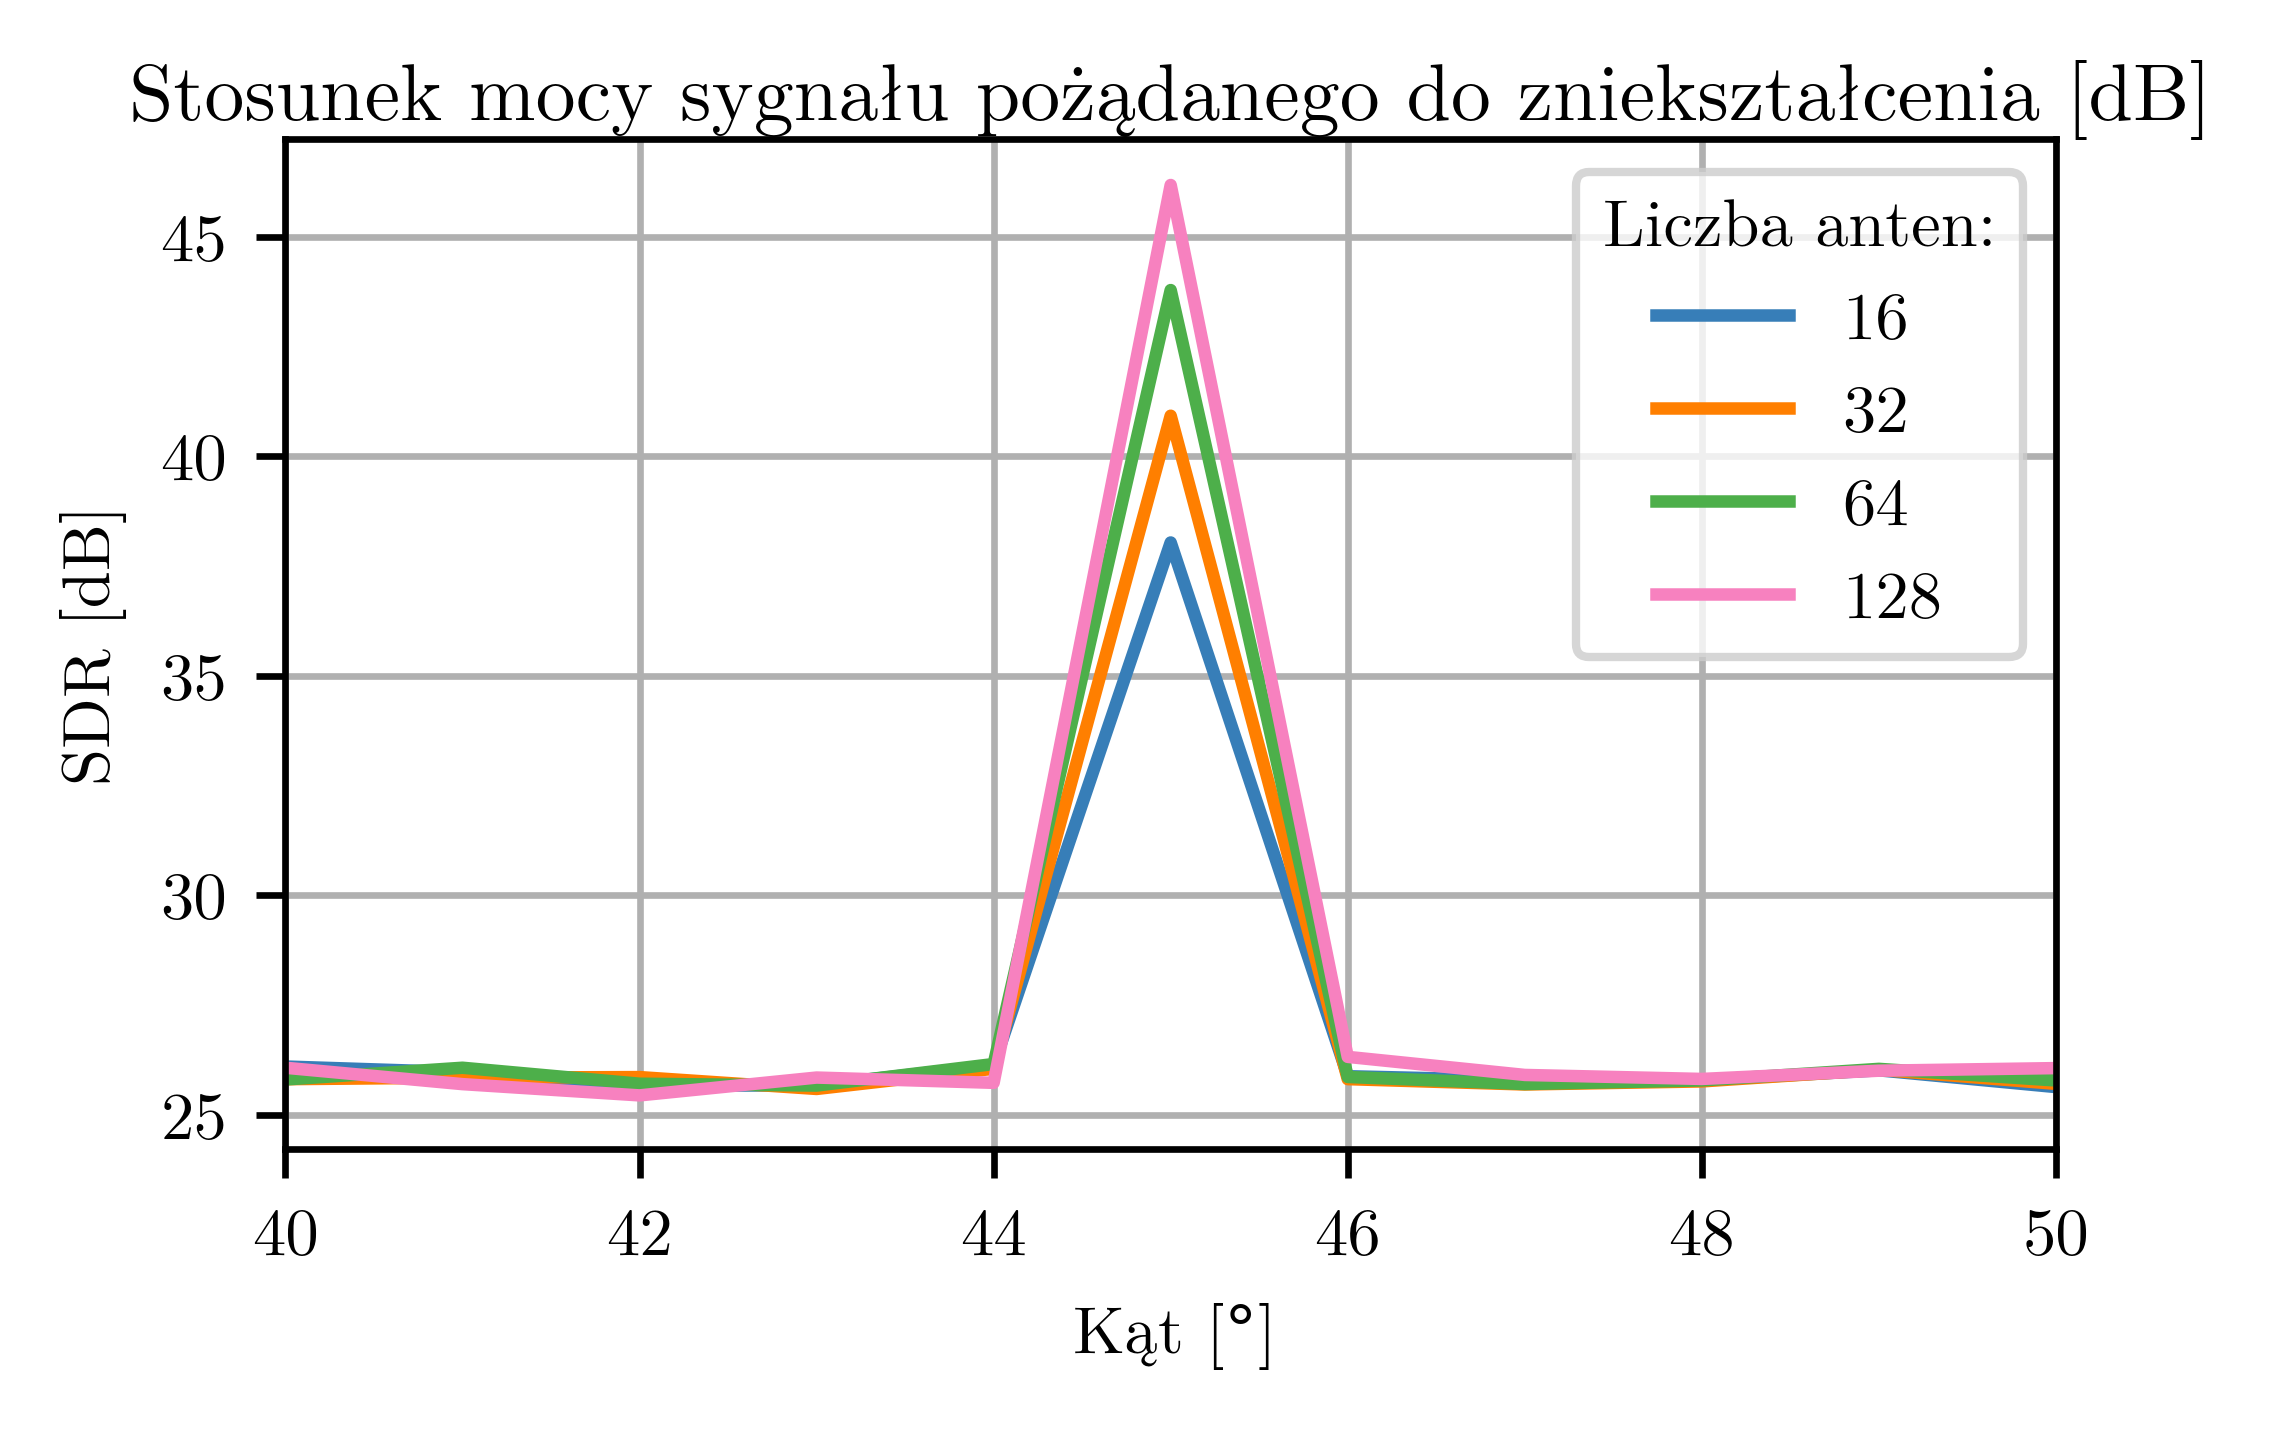 Stosunek mocy sygnału pożądanego do zniekształcenia [dB]
SDR [dB]
45
40
35
30
25
Liczba anten:
16
32
64
128
40 42 44 46 48 50
Kąt [°]